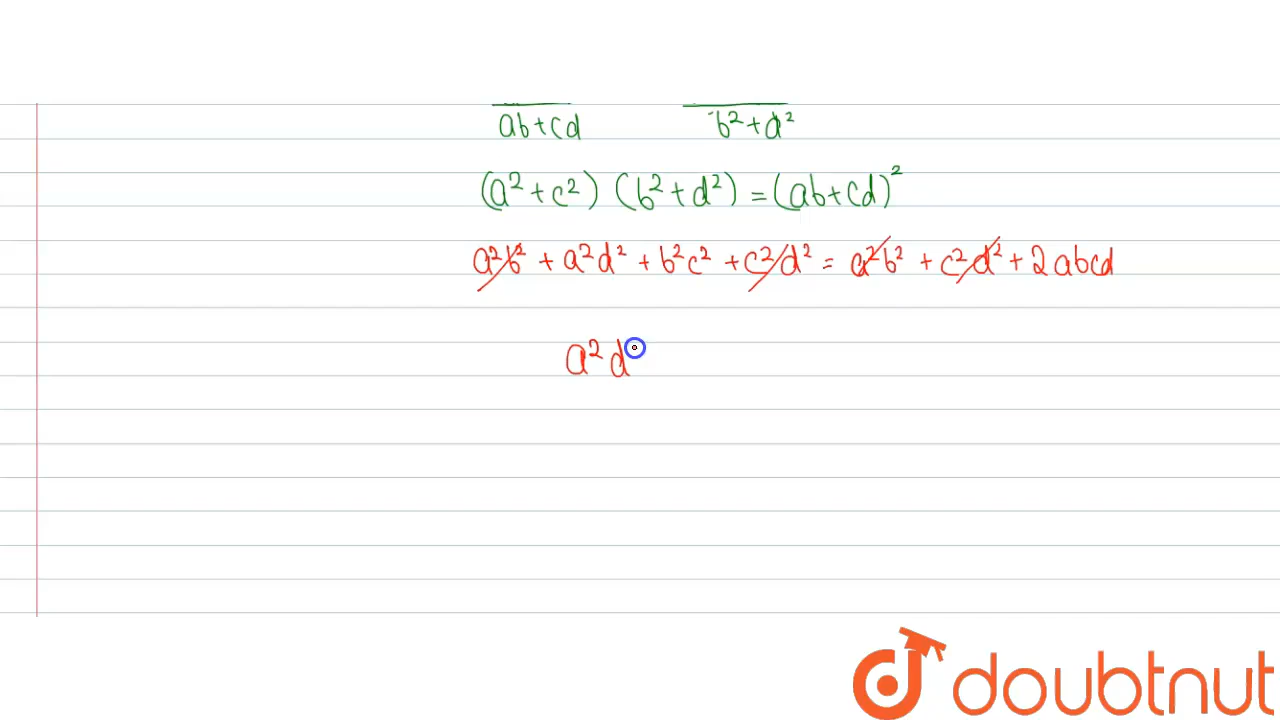 ab+cd b²+d²
(a²+c²) (b²+d²) = (ab+cd)²
a²b² + a²d² + b²c² + c²d² = a²b² + c²d² + 2abcd
a²d
doubtnut